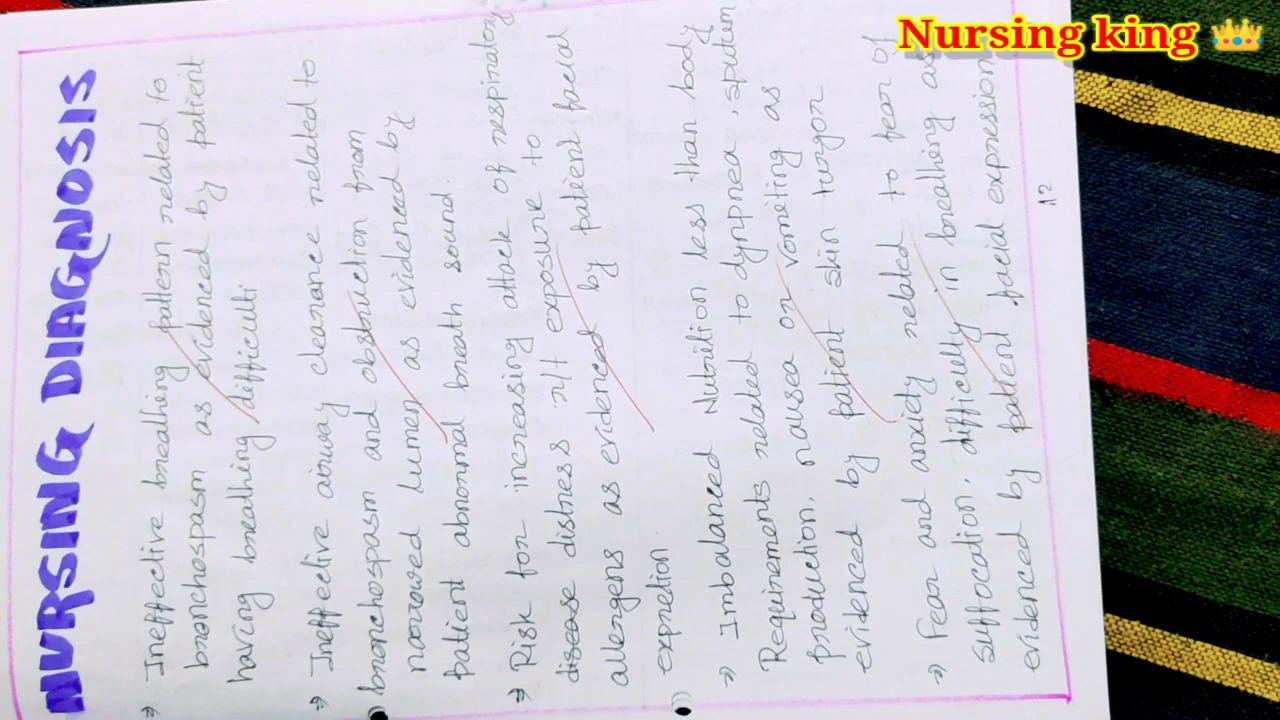 Nursing king 👑
NURSING DIAGNOSIS
⇒ Ineffective breathing pattern related to
bronchospasm as evidenced by patient
having breathing difficulti
⇒ Ineffective airway clearance related to
bronchospasm and obstruction from
narrowed lumen as evidenced by
patient abnormal breath sound.
⇒ Risk for increasing attack of respiratory
disease distress r/t exposure to
allergens as evidenced by patient facial
expretion
⇒ Imbalanced Nutrition less than body
Requirements related to dyspnea, sputum
production, nausea or vomiting as
evidenced by patient skin turgor
⇒ Fear and anxiety related to fear of
suffocation, difficulty in breathing as
evidenced by patient facial expression
12